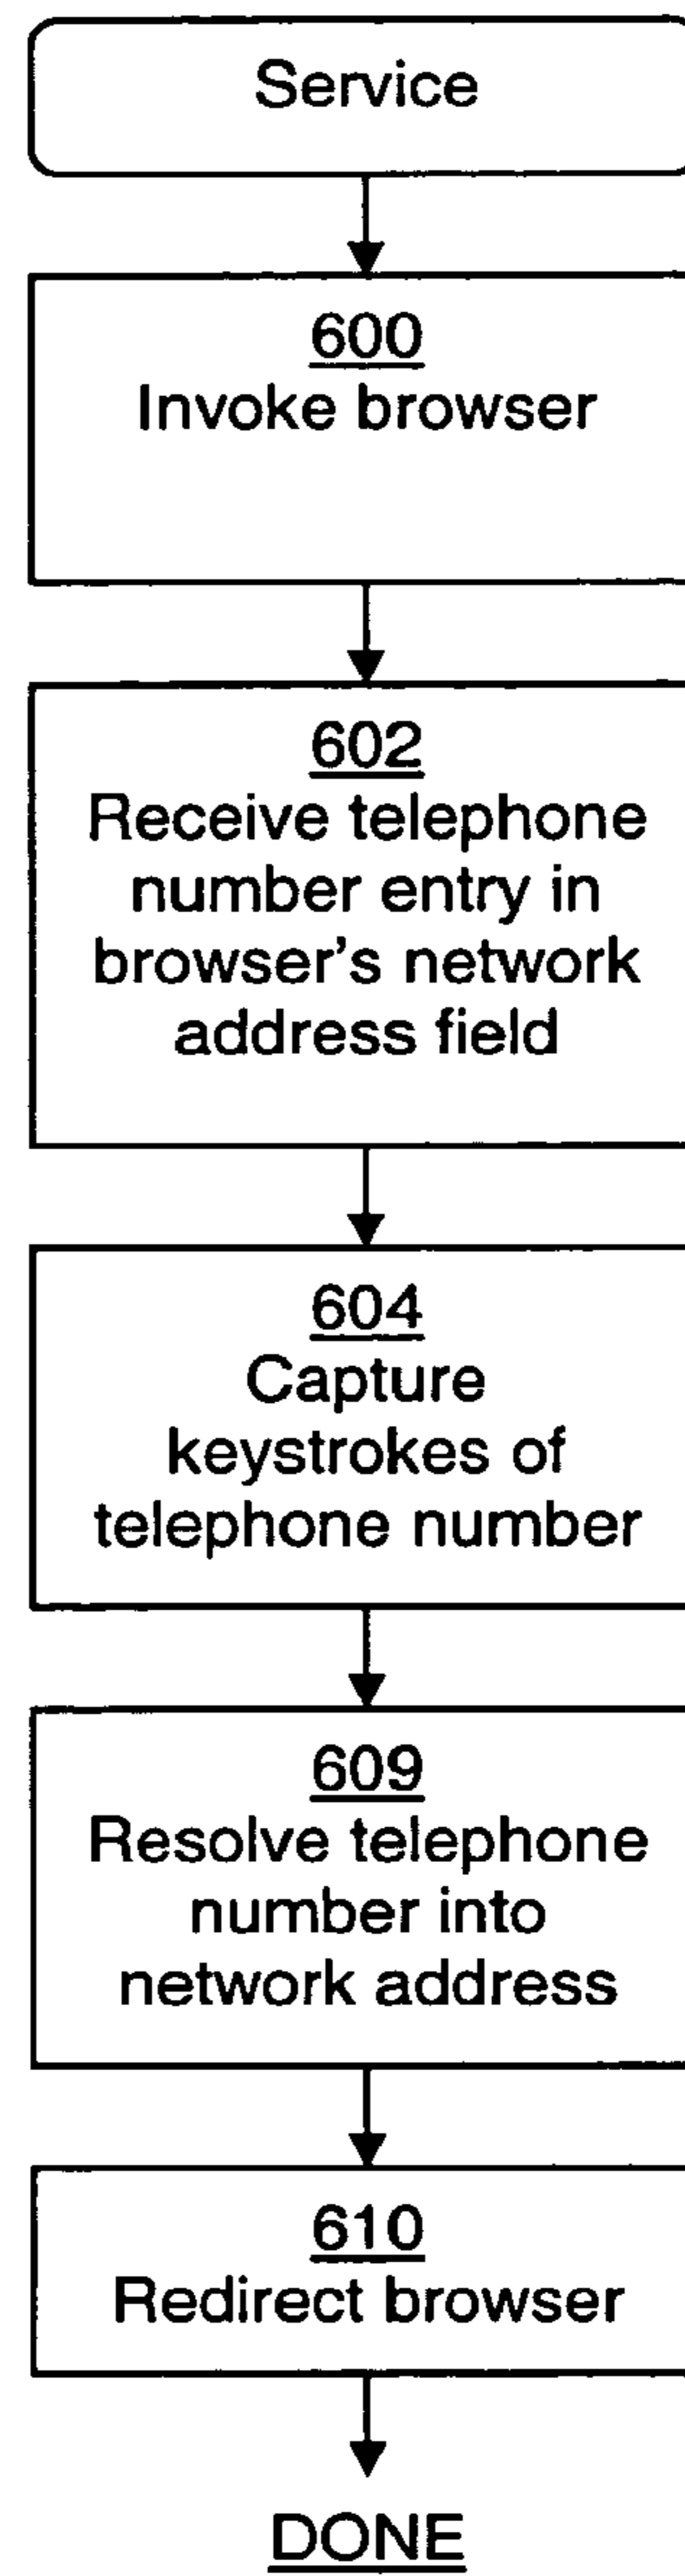 Service
600
Invoke browser
602
Receive telephone
number entry in
browser's network
address field
604
Capture
keystrokes of
telephone number
609
Resolve telephone
number into
network address
610
Redirect browser
DONE